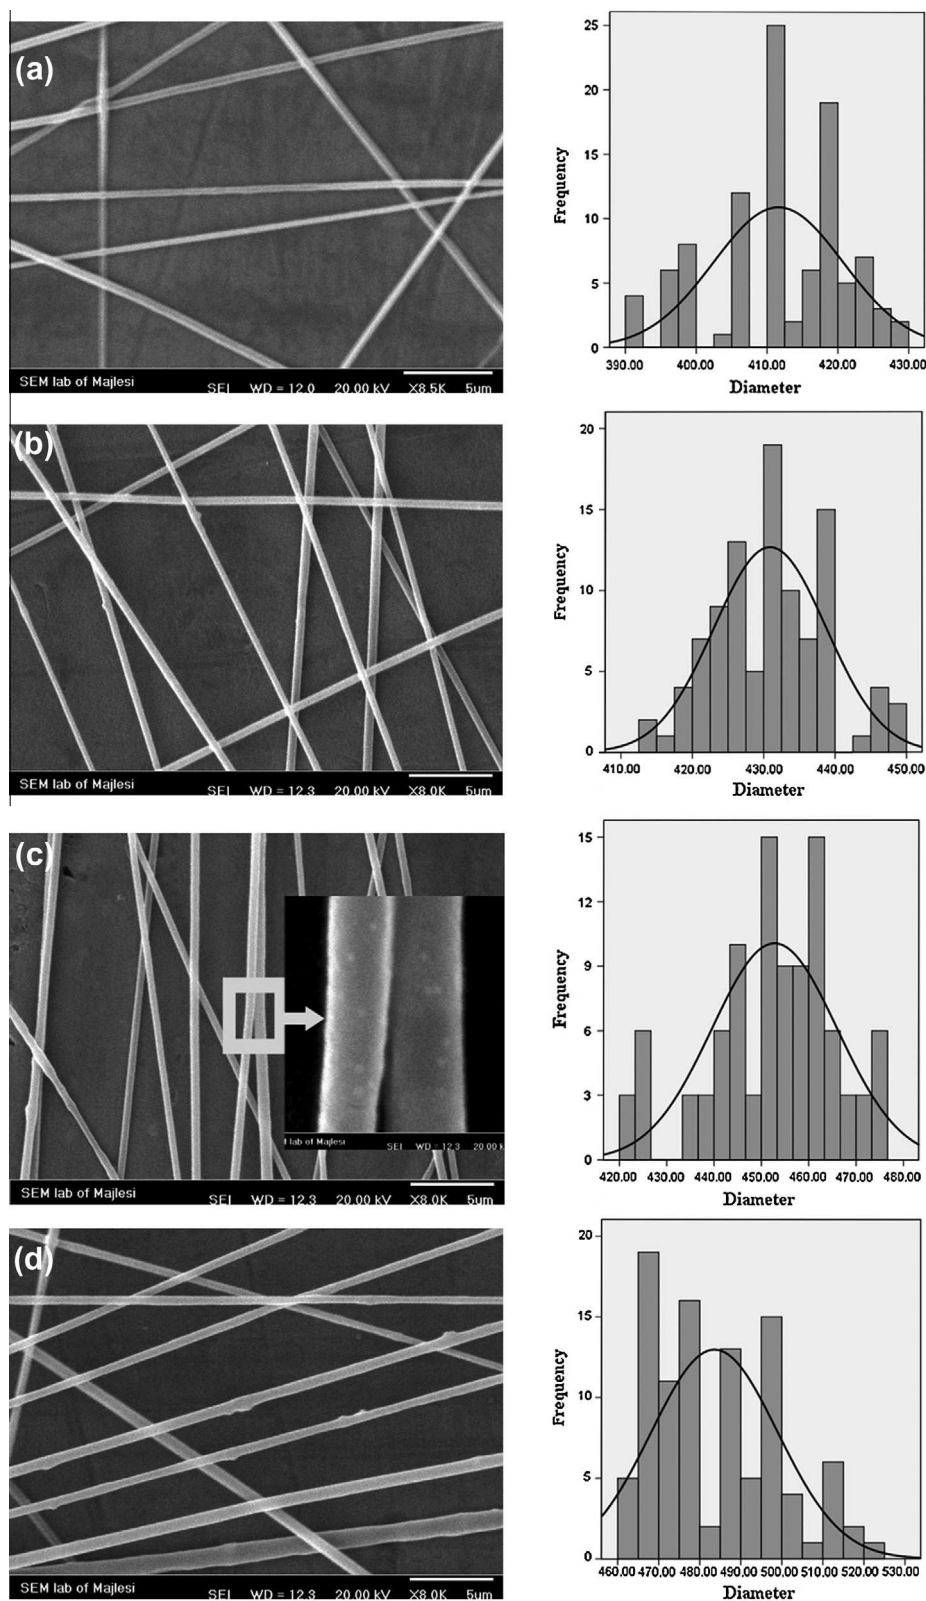 (a)
SEM lab of Majlesi
SEI WD = 12.0 20.00 kV X8.5K 5um
25
20
15
10
5
0
Frequency
390.00 400.00 410.00 420.00 430.00
Diameter
(b)
SEM lab of Majlesi
SEI WD = 12.3 20.00 kV X8.0K 5um
20
15
10
5
0
Frequency
410.00 420.00 430.00 440.00 450.00
Diameter
(c)
l lab of Majlesi
SEI WD = 12.3 20.00 k
SEM lab of Majlesi
SEI WD = 12.3 20.00 kV X8.0K 5um
15
12
9
6
3
0
Frequency
420.00 430.00 440.00 450.00 460.00 470.00 480.00
Diameter
(d)
SEM lab of Majlesi
SEI WD = 12.3 20.00 kV X8.0K 5um
20
15
10
5
0
Frequency
460.00 470.00 480.00 490.00 500.00 510.00 520.00 530.00
Diameter